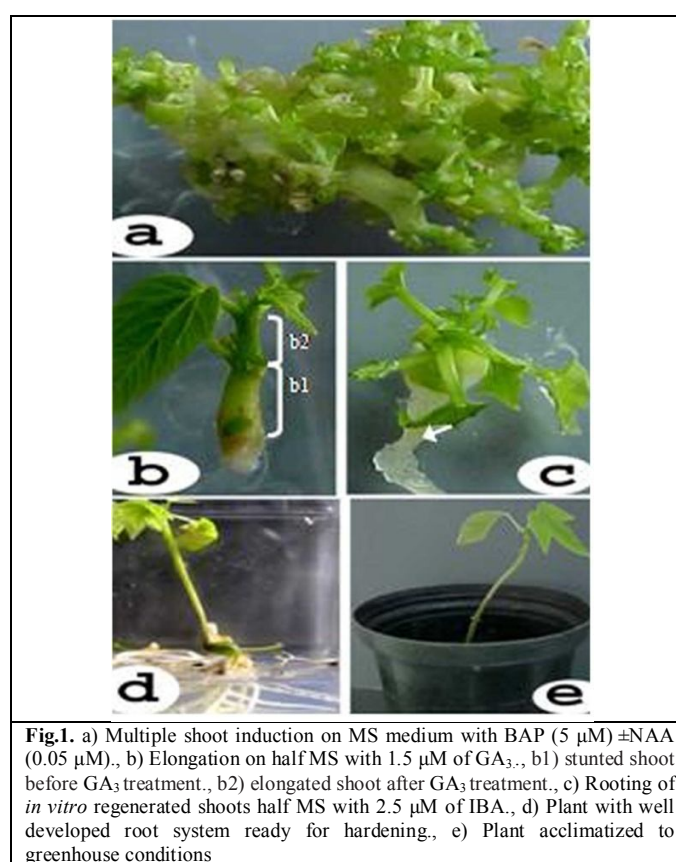 a
b2
b1
b
c
d
e
Fig.1. a) Multiple shoot induction on MS medium with BAP (5 μM) ±NAA
(0.05 μM)., b) Elongation on half MS with 1.5 μM of GA3., b1) stunted shoot
before GA3 treatment., b2) elongated shoot after GA3 treatment., c) Rooting of
in vitro regenerated shoots half MS with 2.5 μM of IBA., d) Plant with well
developed root system ready for hardening., e) Plant acclimatized to
greenhouse conditions